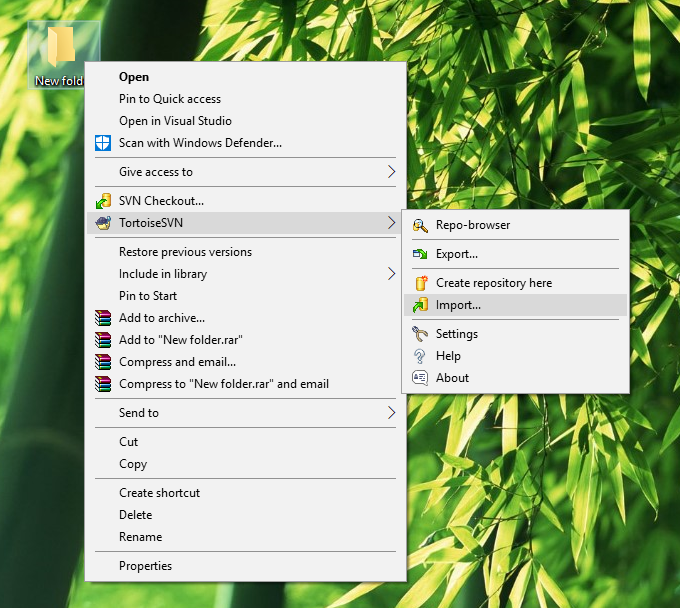 New fold
Open
Pin to Quick access
Open in Visual Studio
Scan with Windows Defender...
Give access to
SVN Checkout...
TortoiseSVN
Restore previous versions
Include in library
Pin to Start
Add to archive...
Add to "New folder.rar"
Compress and email...
Compress to "New folder.rar" and email
Send to
Cut
Copy
Create shortcut
Delete
Rename
Properties
Repo-browser
Export...
Create repository here
Import...
Settings
Help
About